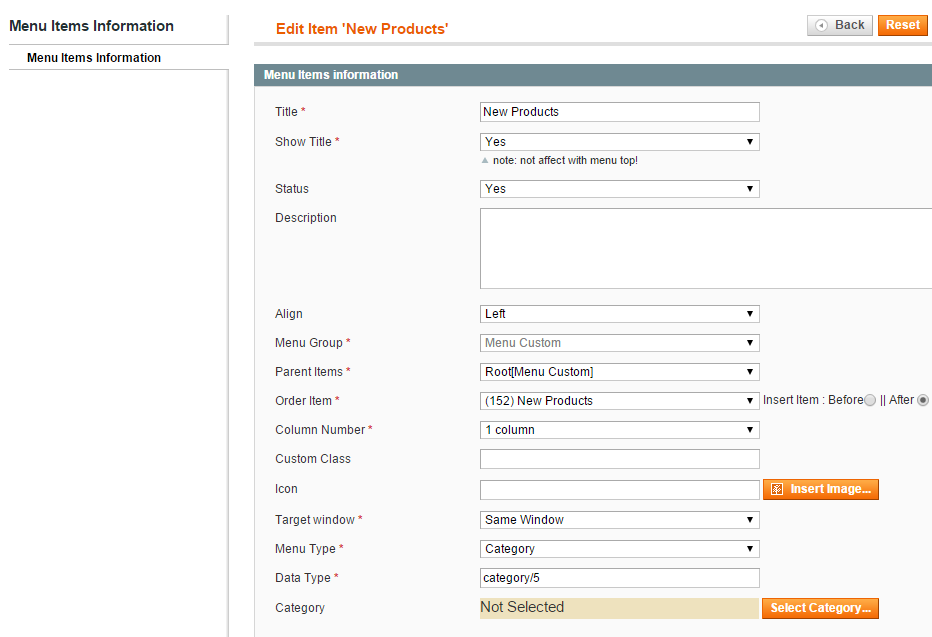 Menu Items Information
Menu Items Information
Edit Item 'New Products'
Back
Reset
Menu Items information
Title *
New Products
Show Title *
Yes
note: not affect with menu top!
Status
Yes
Description
Align
Left
Menu Group *
Menu Custom
Parent Items *
Root[Menu Custom]
Order Item *
(152) New Products
Insert Item : Before || After
Column Number *
1 column
Custom Class
Icon
Insert Image...
Target window *
Same Window
Menu Type *
Category
Data Type *
category/5
Category
Not Selected
Select Category...